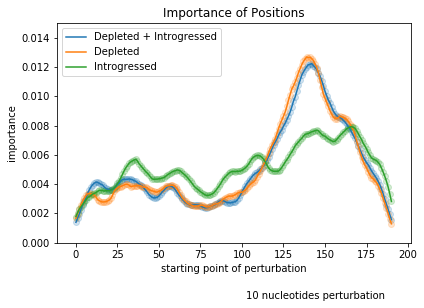 Importance of Positions
Depleted + Introgressed
Depleted
Introgressed
importance
0.014
0.012
0.010
0.008
0.006
0.004
0.002
0.000
0 25 50 75 100 125 150 175 200
starting point of perturbation
10 nucleotides perturbation